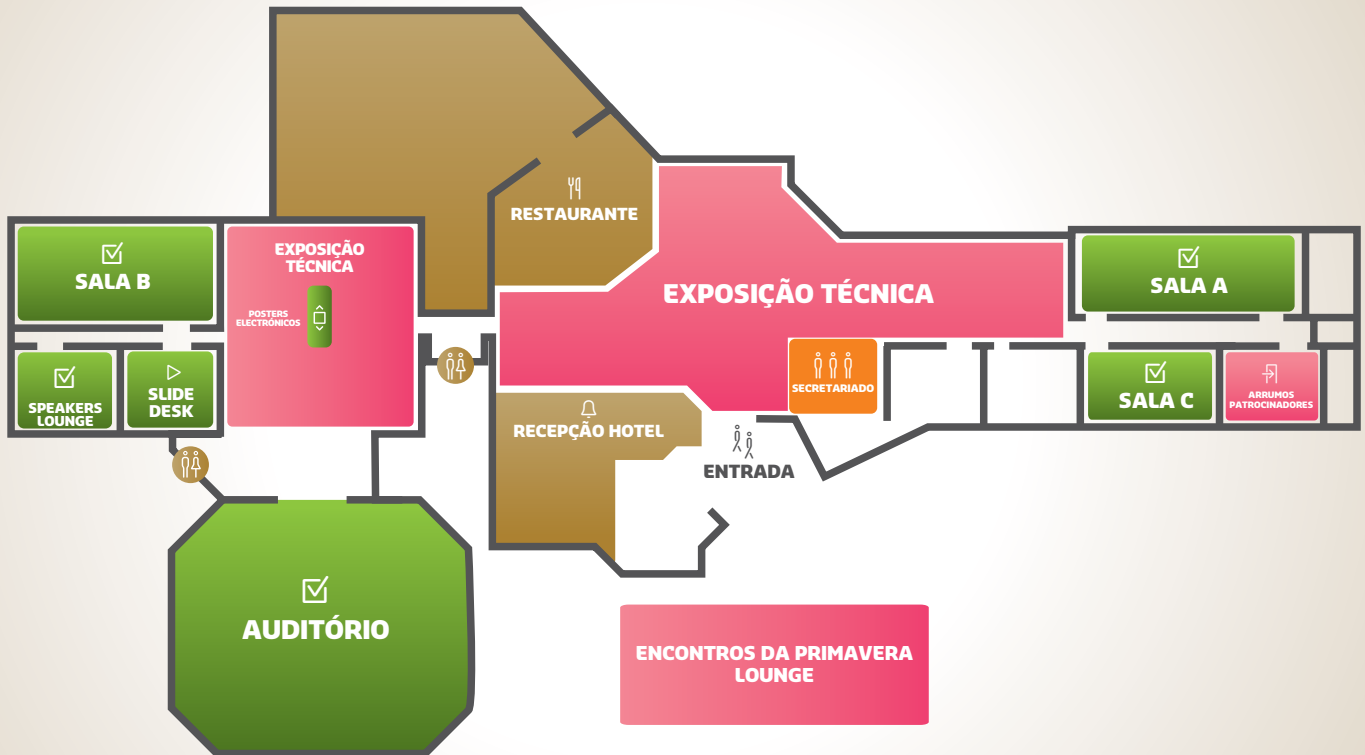 RESTAURANTE
EXPOSIÇÃO
TÉCNICA
SALA B
POSTERS
ELECTRÓNICOS
SPEAKERS
LOUNGE
SLIDE
DESK
EXPOSIÇÃO TÉCNICA
SALA A
SECRETARIADO
SALA C
ARRUMOS
PATROCINADORES
RECEPÇÃO HOTEL
ENTRADA
AUDITÓRIO
ENCONTROS DA PRIMAVERA
LOUNGE